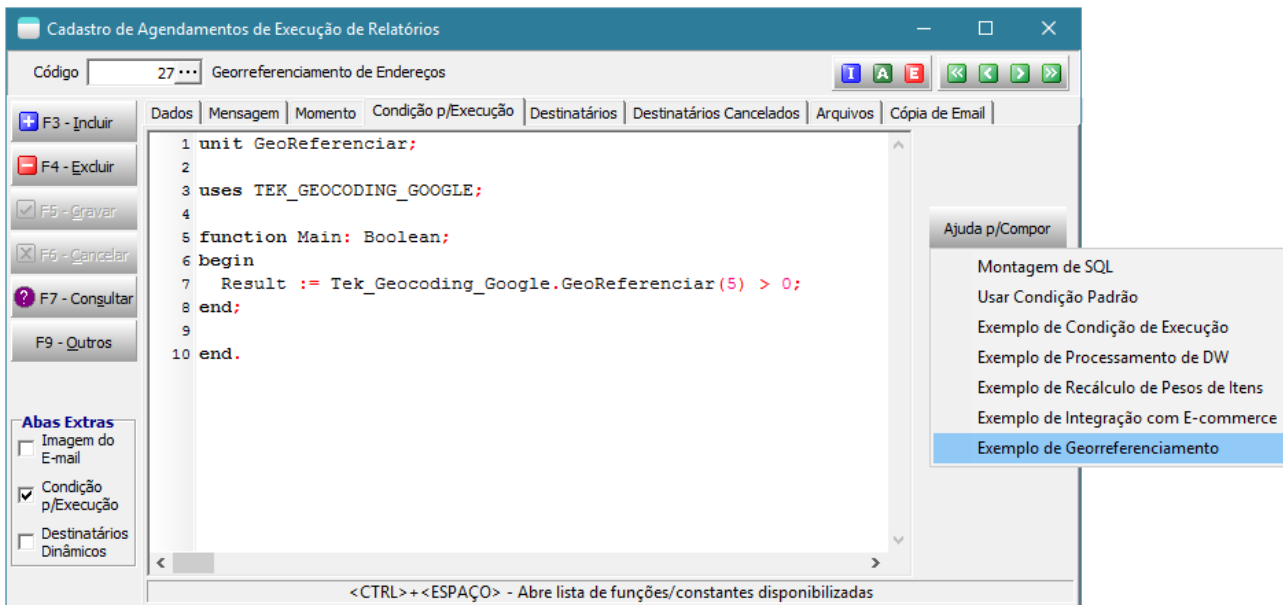 Cadastro de Agendamentos de Execução de Relatórios
Código 27 ··· Georreferenciamento de Endereços I A E
F3 - Incluir
F4 - Excluir
F5 - Gravar
F6 - Cancelar
F7 - Consultar
F9 - Outros
Abas Extras
Imagem do
E-mail
Condição
p/Execução
Destinatários
Dinâmicos
Dados Mensagem Momento Condição p/Execução Destinatários Destinatários Cancelados Arquivos Cópia de Email
1 unit GeoReferenciar;
2
3 uses TEK_GEOCODING_GOOGLE;
4
5 function Main: Boolean;
6 begin
7 Result := Tek_Geocoding_Google.GeoReferenciar(5) > 0;
8 end;
9
10 end.
Ajuda p/Compor
Montagem de SQL
Usar Condição Padrão
Exemplo de Condição de Execução
Exemplo de Processamento de DW
Exemplo de Recálculo de Pesos de Itens
Exemplo de Integração com E-commerce
Exemplo de Georreferenciamento
<CTRL>+<ESPAÇO> - Abre lista de funções/constantes disponibilizadas